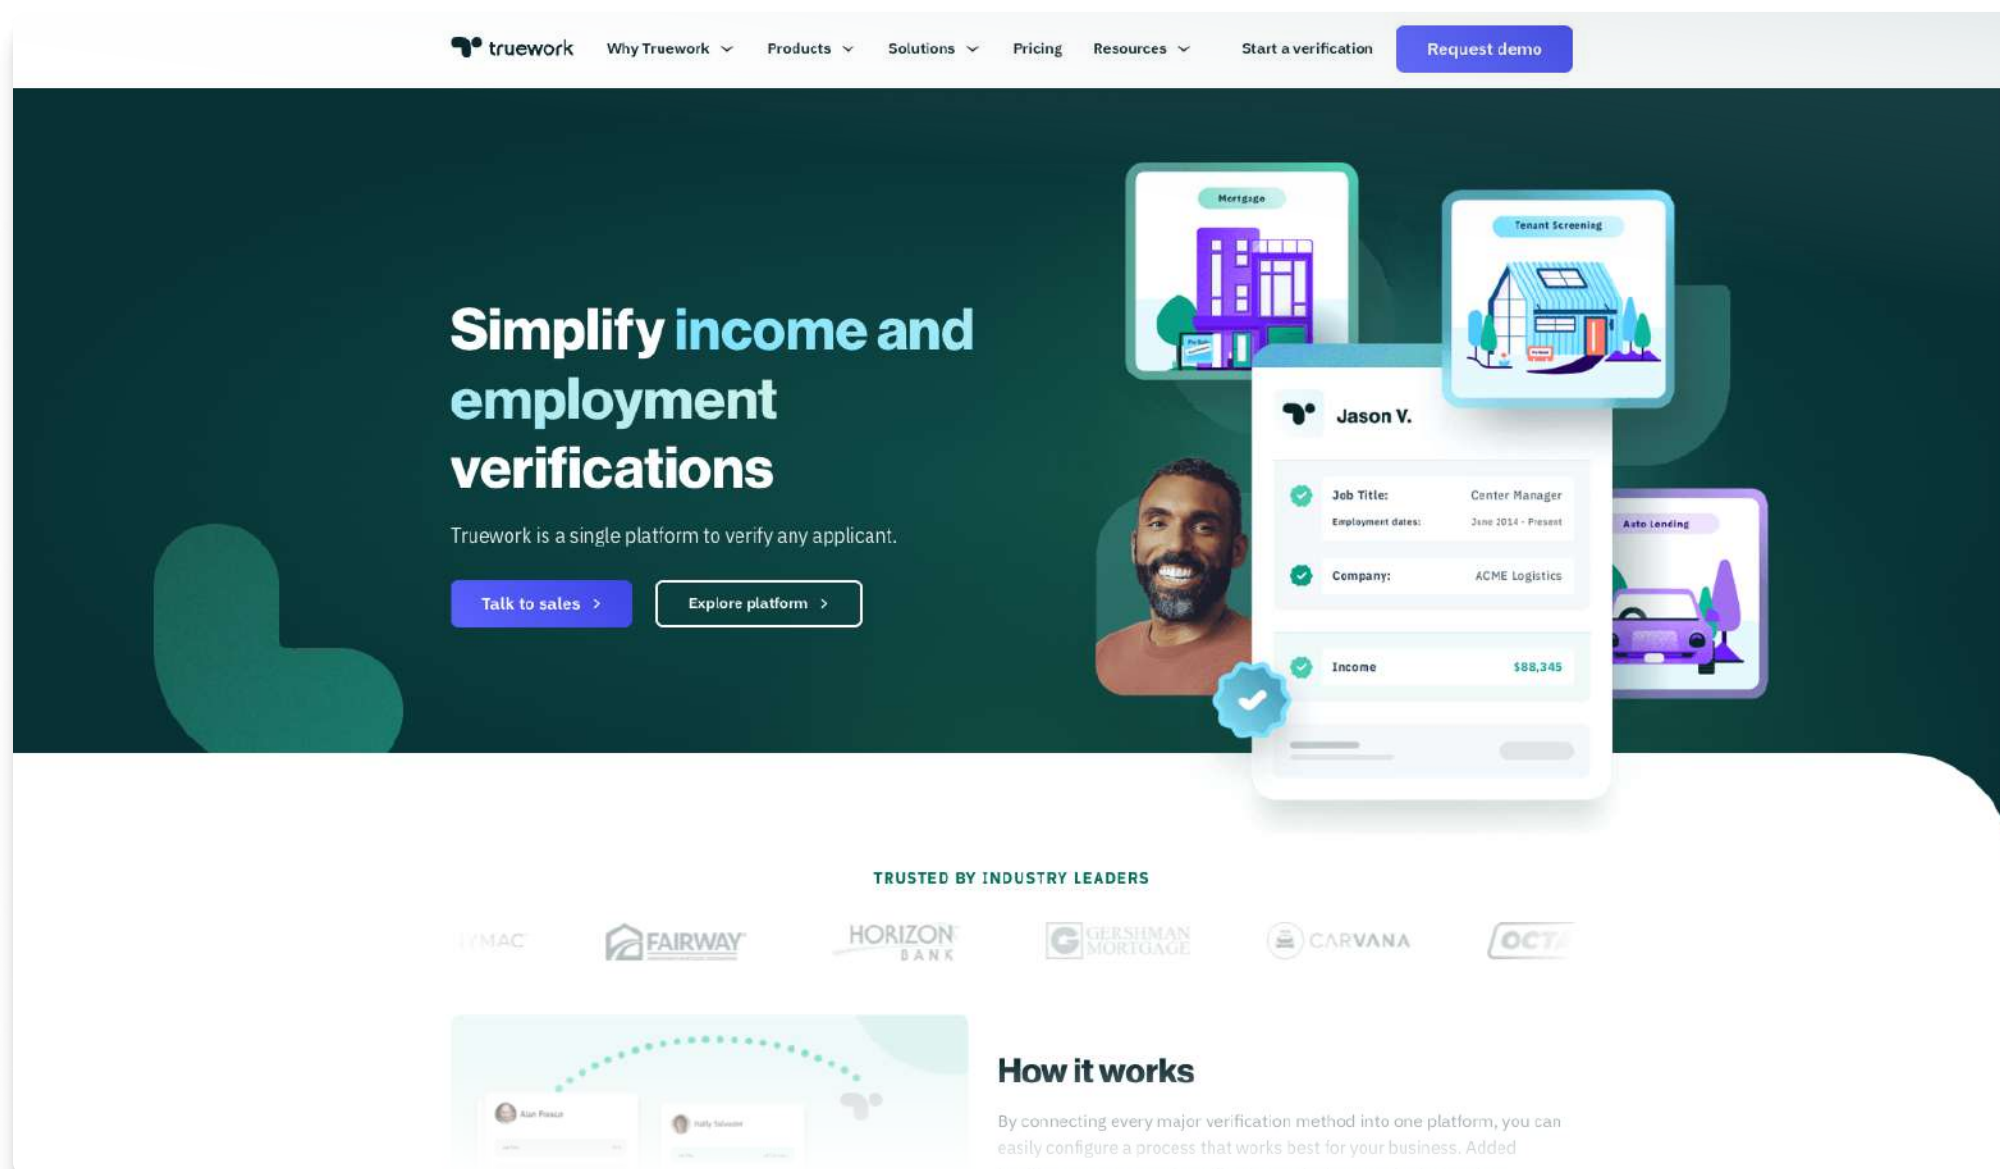 truework
Why Truework
Products
Solutions
Pricing
Resources
Start a verification
Request demo
Simplify income and
employment
verifications
Truework is a single platform to verify any applicant.
Talk to sales
Explore platform
Mortgage
Tenant Screening
Jason V.
Job Title: Center Manager
Employment dates: June 2014 - Present
Company: ACME Logistics
Income $88,345
Auto Lending
TRUSTED BY INDUSTRY LEADERS
FAIRWAY
HORIZON
BANK
GERSHMAN
MORTGAGE
CARVANA
OCTA
How it works
By connecting every major verification method into one platform, you can
easily configure a process that works best for your business. Added